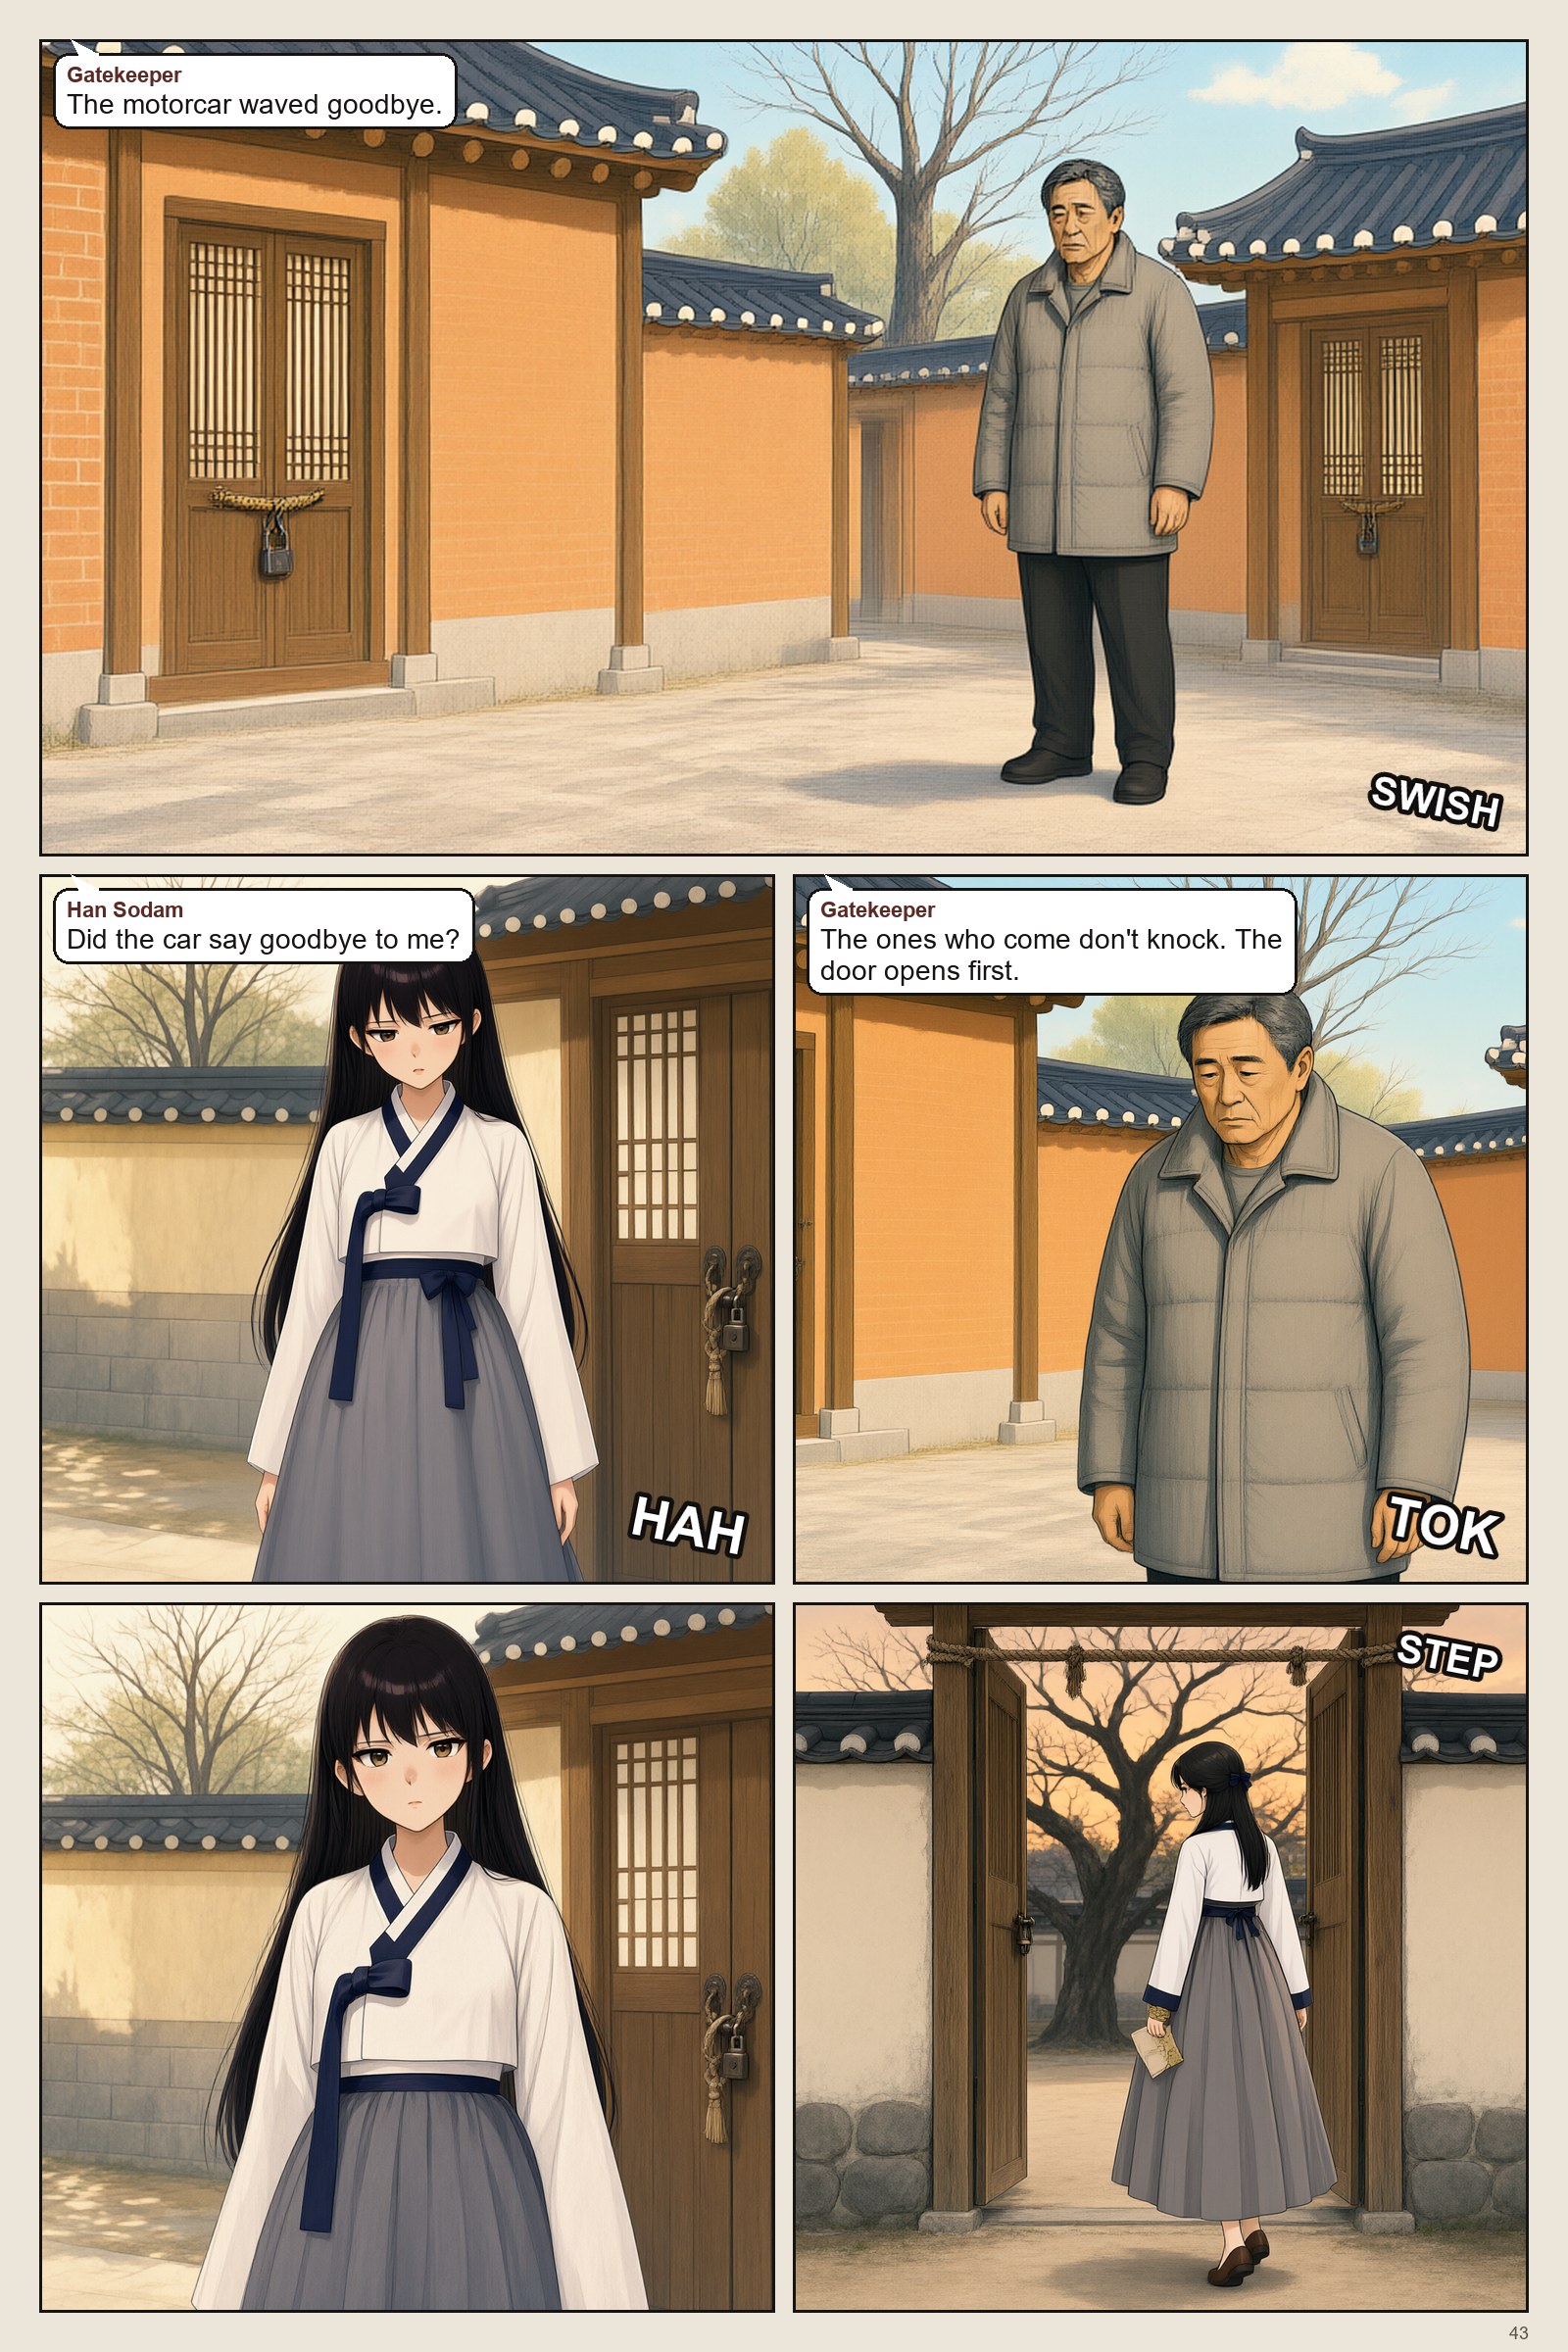 Gatekeeper
The motorcar waved goodbye.
SWISH
Han Sodam
Did the car say goodbye to me?
HAH
Gatekeeper
The ones who come don't knock. The
door opens first.
TOK
STEP
43